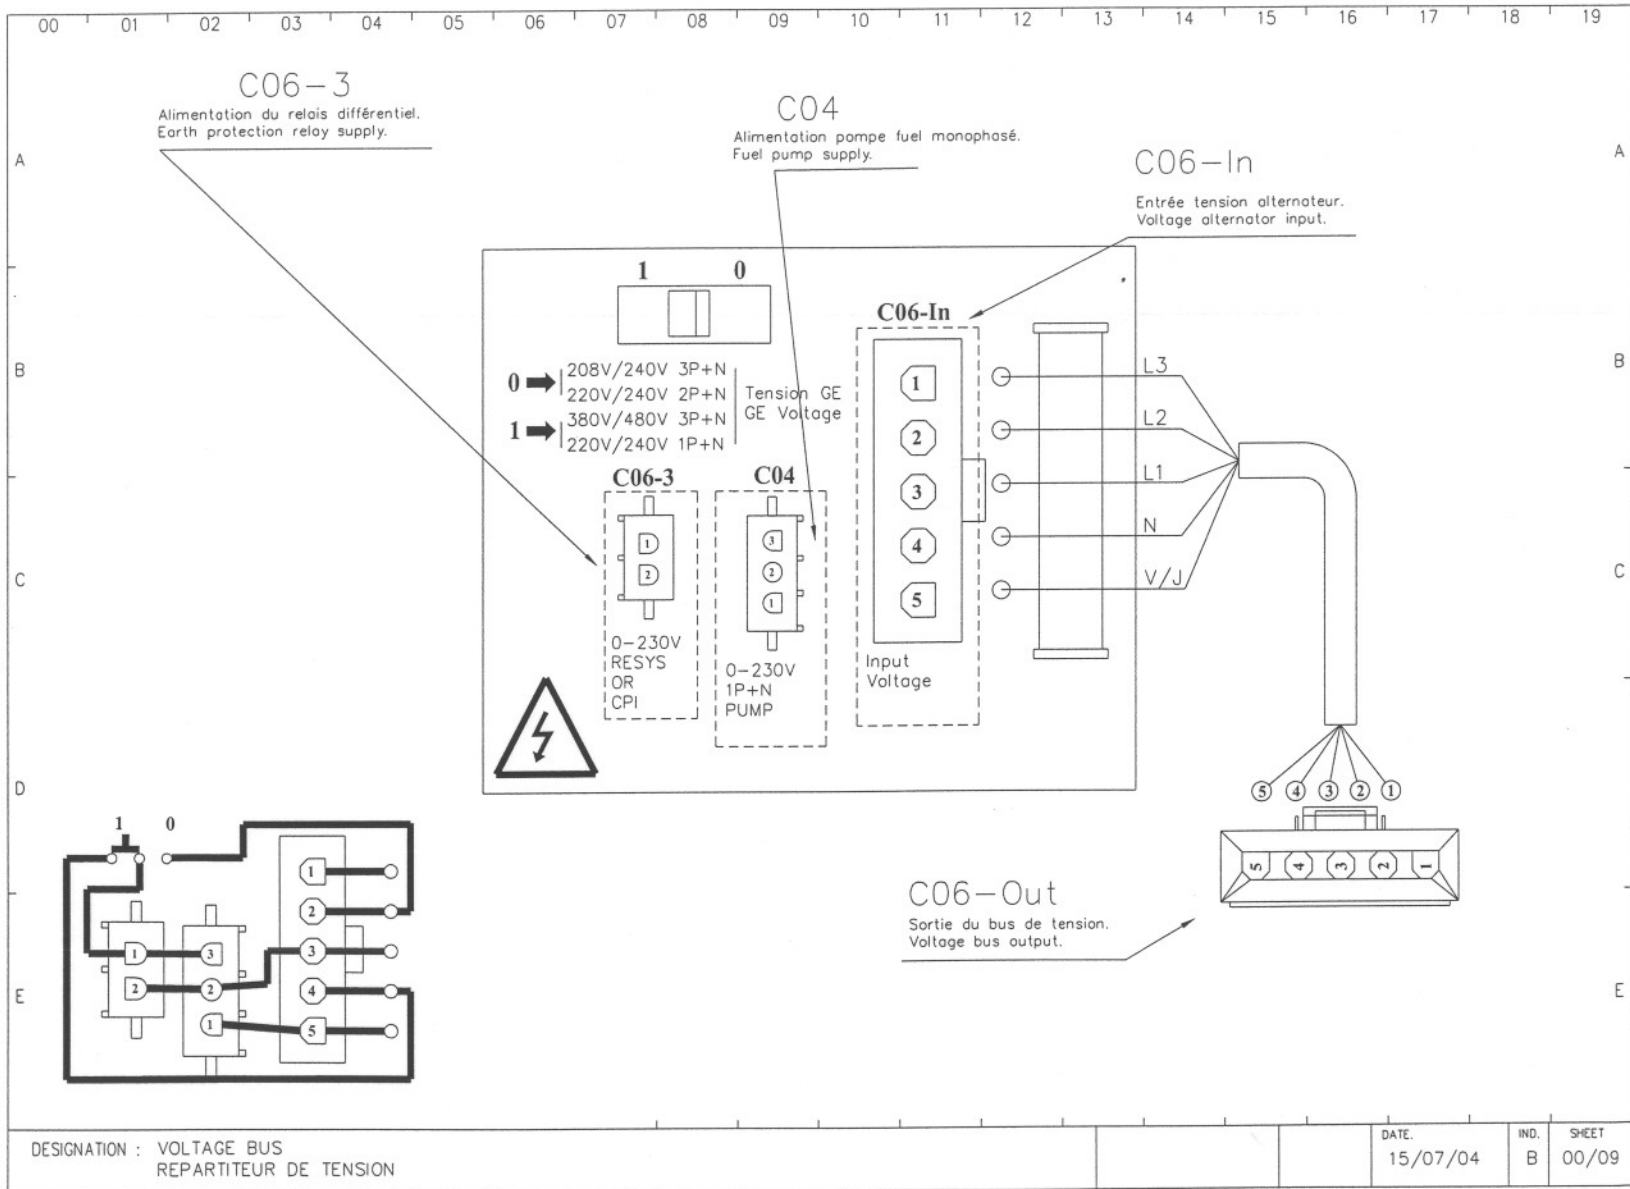 00 01 02 03 04 05 06 07 08 09 10 11 12 13 14 15 16 17 18 19
C06-3
Alimentation du relais différentiel.
Earth protection relay supply.
C04
Alimentation pompe fuel monophasé.
Fuel pump supply.
C06-In
Entrée tension alternateur.
Voltage alternator input.
A
A
1 0
C06-In
B
B
0
208V/240V 3P+N
220V/240V 2P+N
1
380V/480V 3P+N
220V/240V 1P+N
Tension GE
GE Voltage
1
2
3
4
5
L3
L2
L1
N
V/J
C06-3
1
2
0-230V
RESYS
OR
CPI
C04
3
2
1
0-230V
1P+N
PUMP
Input
Voltage
C
C
D
5 4 3 2 1
5 4 3 2 1
C06-Out
Sortie du bus de tension.
Voltage bus output.
1 0
1
2
3
2
1
1
2
3
4
5
E
E
DESIGNATION : VOLTAGE BUS
REPARTITEUR DE TENSION
DATE.
15/07/04
IND.
B
SHEET
00/09